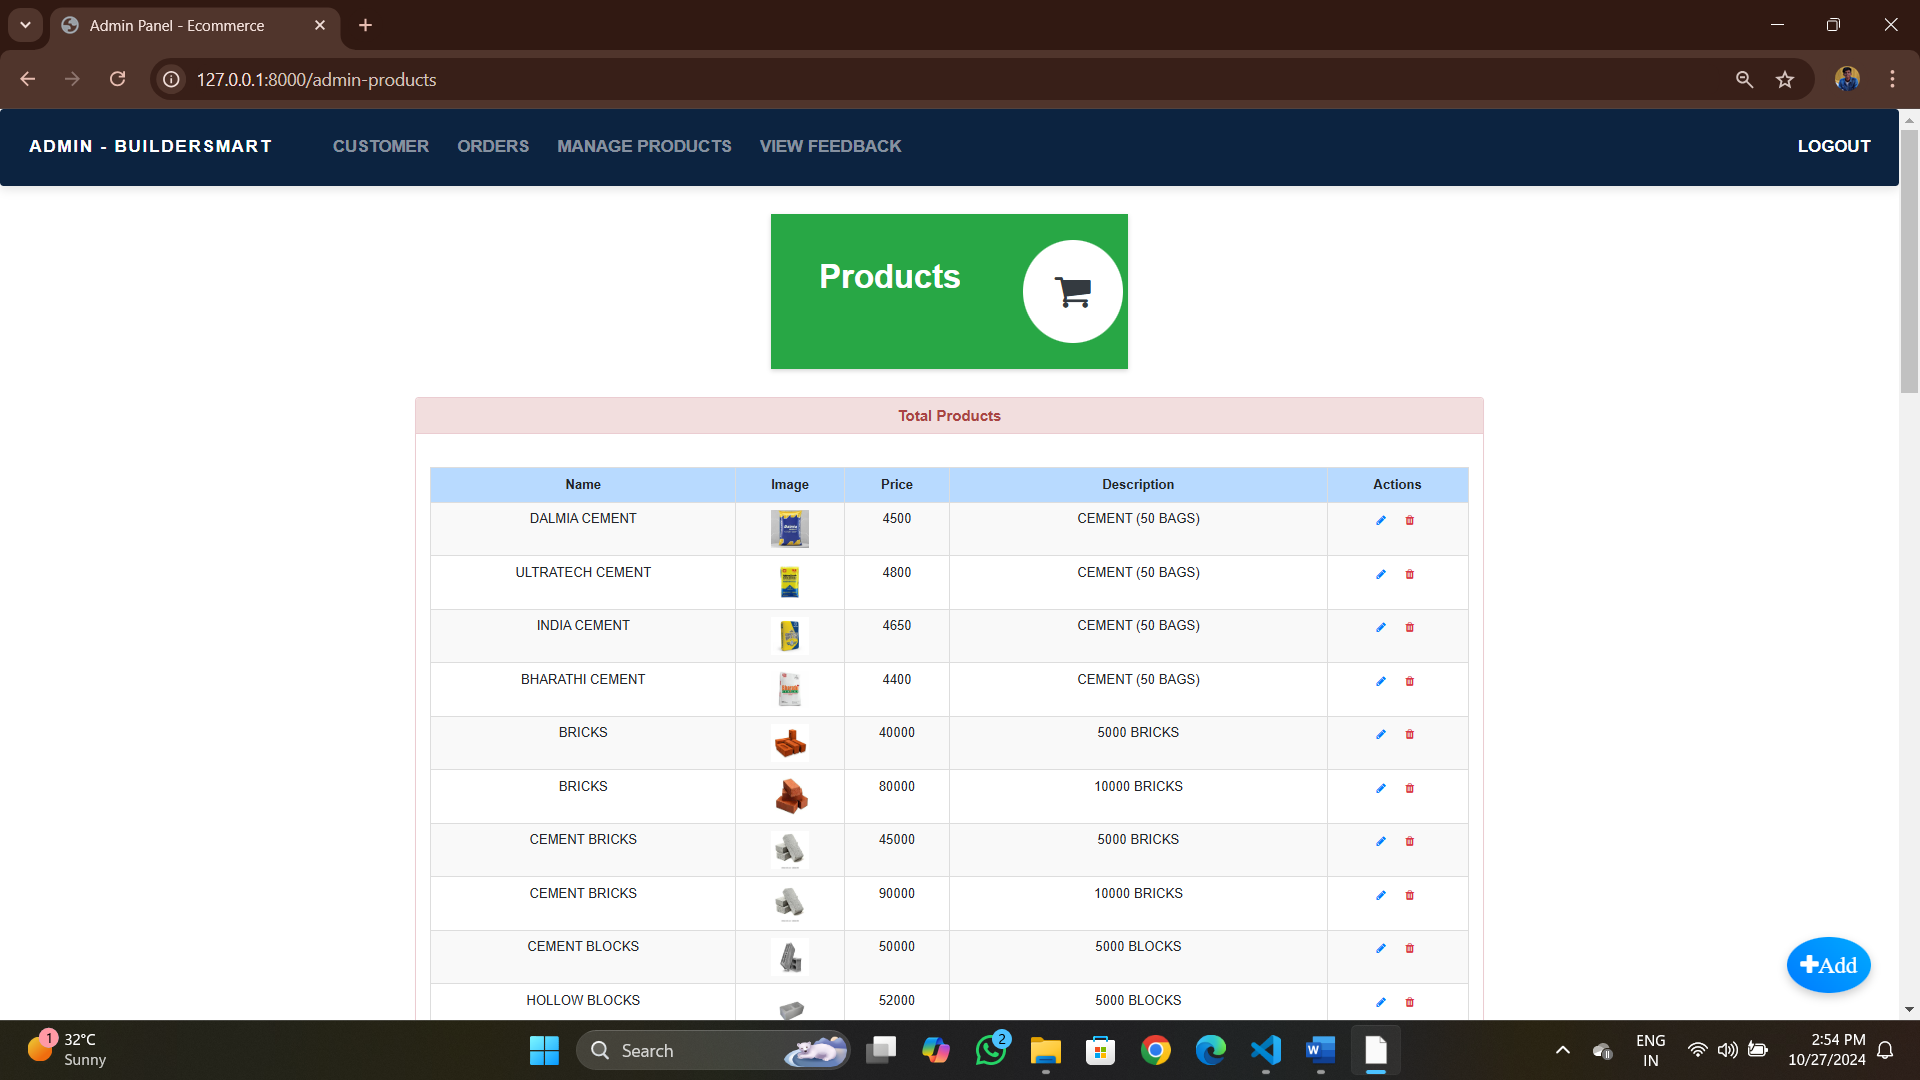 Admin Panel - Ecommerce
127.0.0.1:8000/admin-products
ADMIN - BUILDERSMART CUSTOMER ORDERS MANAGE PRODUCTS VIEW FEEDBACK LOGOUT
Products
Total Products
Name Image Price Description Actions
DALMIA CEMENT 4500 CEMENT (50 BAGS)
ULTRATECH CEMENT 4800 CEMENT (50 BAGS)
INDIA CEMENT 4650 CEMENT (50 BAGS)
BHARATHI CEMENT 4400 CEMENT (50 BAGS)
BRICKS 40000 5000 BRICKS
BRICKS 80000 10000 BRICKS
CEMENT BRICKS 45000 5000 BRICKS
CEMENT BRICKS 90000 10000 BRICKS
CEMENT BLOCKS 50000 5000 BLOCKS
HOLLOW BLOCKS 52000 5000 BLOCKS
Add
1 32°C
Sunny
Search
2
W
ENG
IN
2:54 PM
10/27/2024